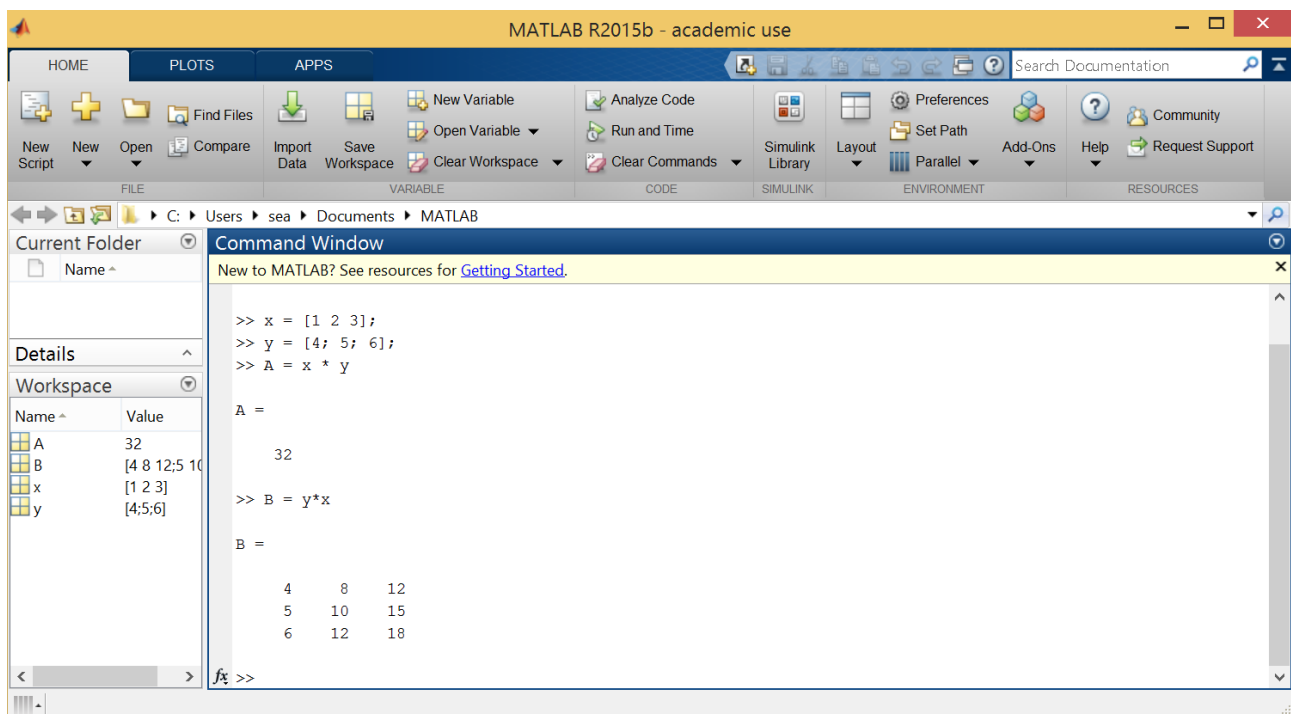 MATLAB R2015b - academic use
HOME PLOTS APPS
Search Documentation
New Script
New
Open
Find Files
Compare
FILE
Import Data
Save Workspace
New Variable
Open Variable
Clear Workspace
VARIABLE
Analyze Code
Run and Time
Clear Commands
CODE
Simulink Library
SIMULINK
Layout
Preferences
Set Path
Parallel
ENVIRONMENT
Add-Ons
Help
Community
Request Support
RESOURCES
C: Users sea Documents MATLAB
Current Folder
Name
Details
Workspace
Name Value
A 32
B [4 8 12;5 10
x [1 2 3]
y [4;5;6]
Command Window
New to MATLAB? See resources for Getting Started.
>> x = [1 2 3];
>> y = [4; 5; 6];
>> A = x * y
A =
32
>> B = y*x
B =
4 8 12
5 10 15
6 12 18
fx >>